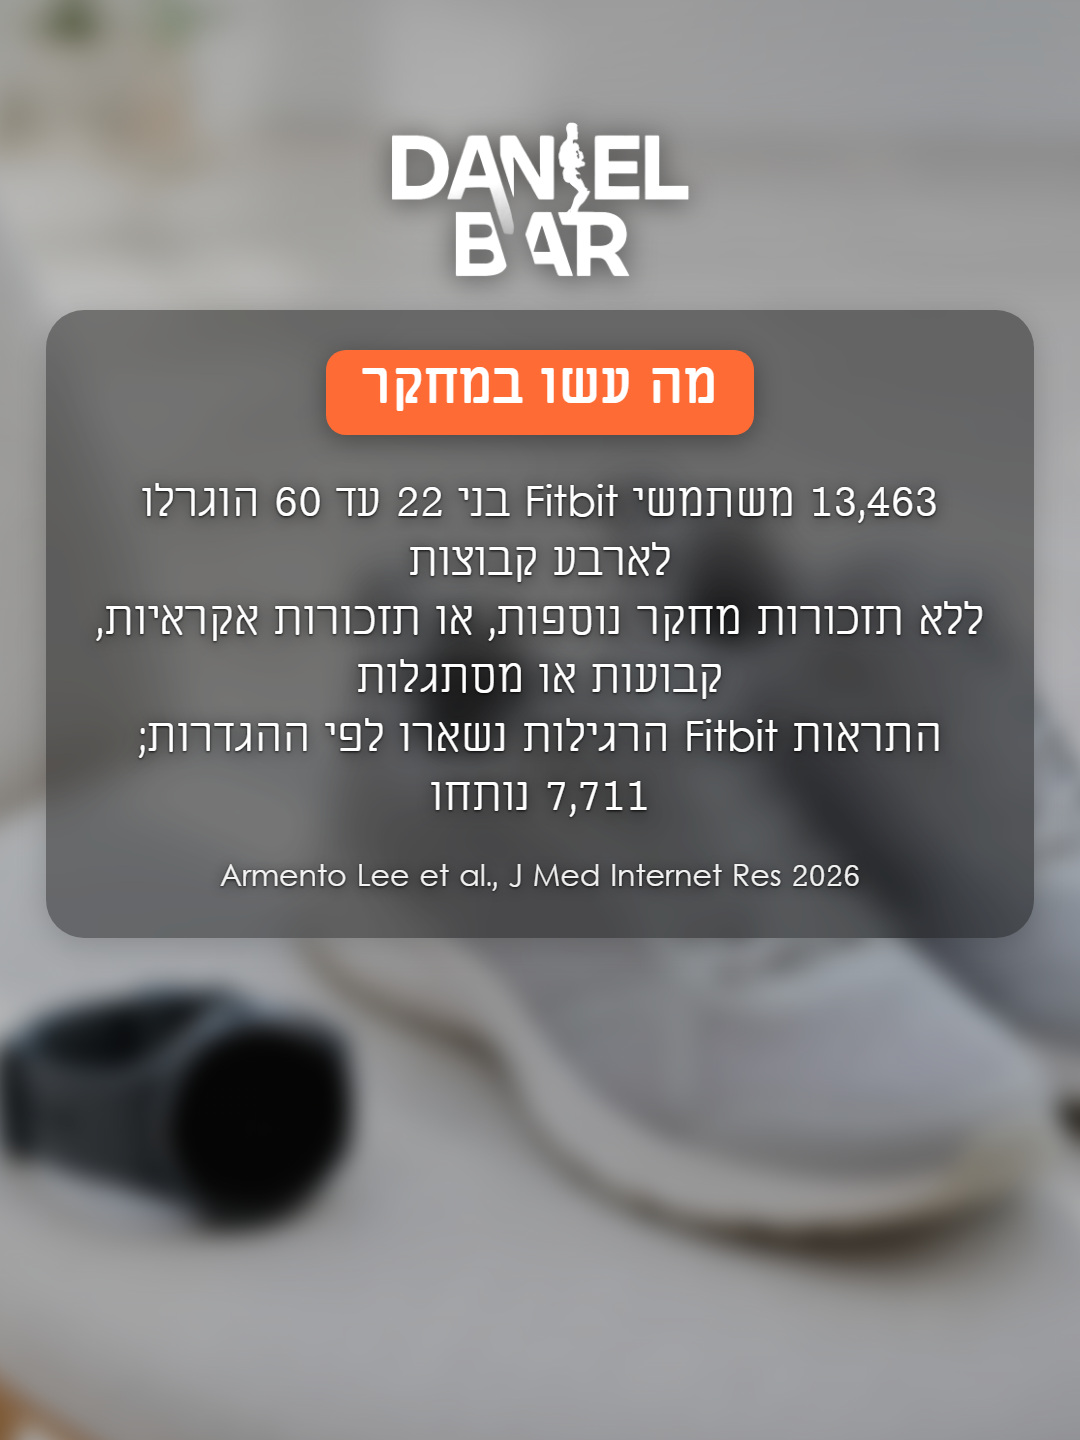 DANIEL
BAR
מה עשו במחקר
13,463 משתמשי Fitbit בני 22 עד 60 הוגרלו
לארבע קבוצות
ללא תזכורות מחקר נוספות, או תזכורות אקראיות,
קבועות או מסתגלות
התראות Fitbit הרגילות נשארו לפי ההגדרות;
7,711 נותחו
Armento Lee et al., J Med Internet Res 2026